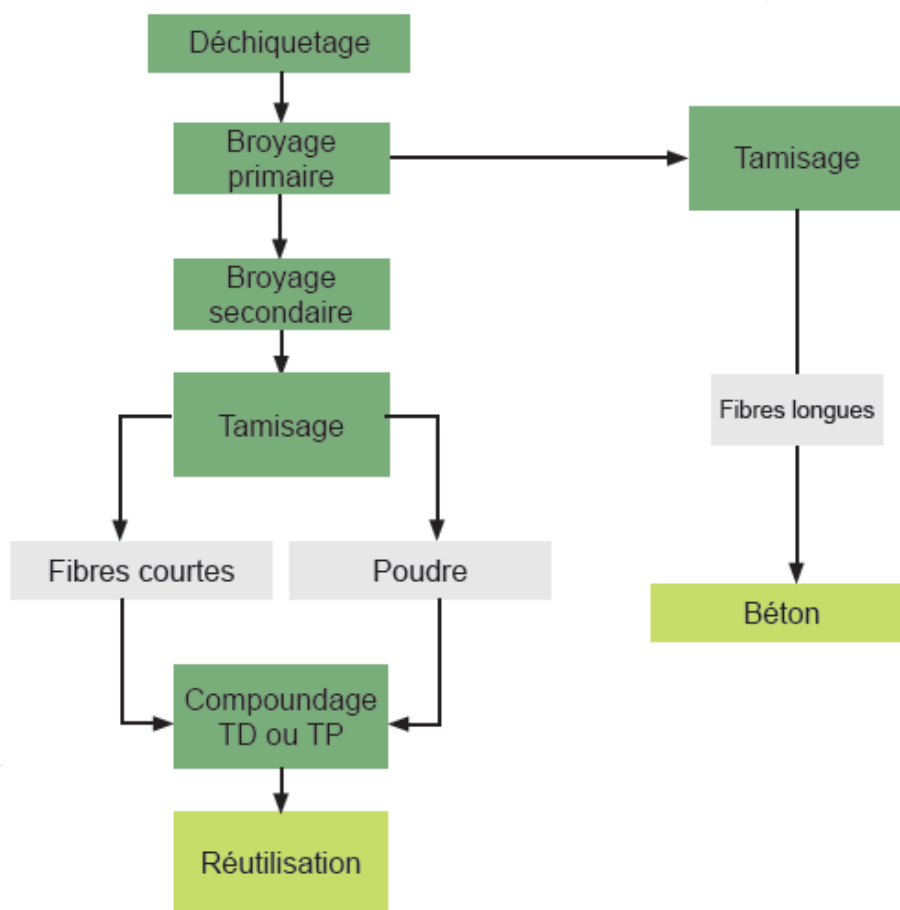 Déchiquetage
Broyage
primaire
Tamisage
Broyage
secondaire
Tamisage
Fibres longues
Fibres courtes
Poudre
Béton
Compoundage
TD ou TP
Réutilisation